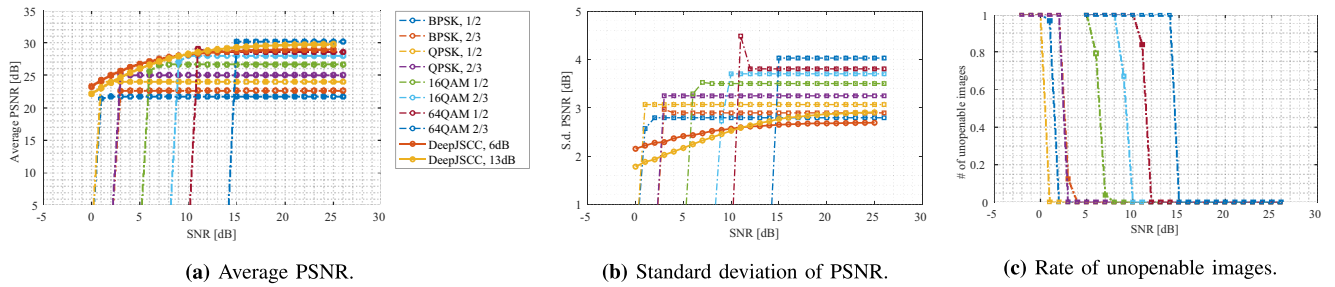 35
30
25
20
15
10
5
-5
0
5
10
15
20
25
30
Average PSNR [dB]
SNR [dB]
BPSK, 1/2
BPSK, 2/3
QPSK, 1/2
QPSK, 2/3
16QAM 1/2
16QAM 2/3
64QAM 1/2
64QAM 2/3
DeepJSCC, 6dB
DeepJSCC, 13dB
(a) Average PSNR.
5
4
3
2
1
-5
0
5
10
15
20
25
30
S.d. PSNR [dB]
SNR [dB]
(b) Standard deviation of PSNR.
1
0.8
0.6
0.4
0.2
0
-5
0
5
10
15
20
25
30
# of unopenable images
SNR [dB]
(c) Rate of unopenable images.